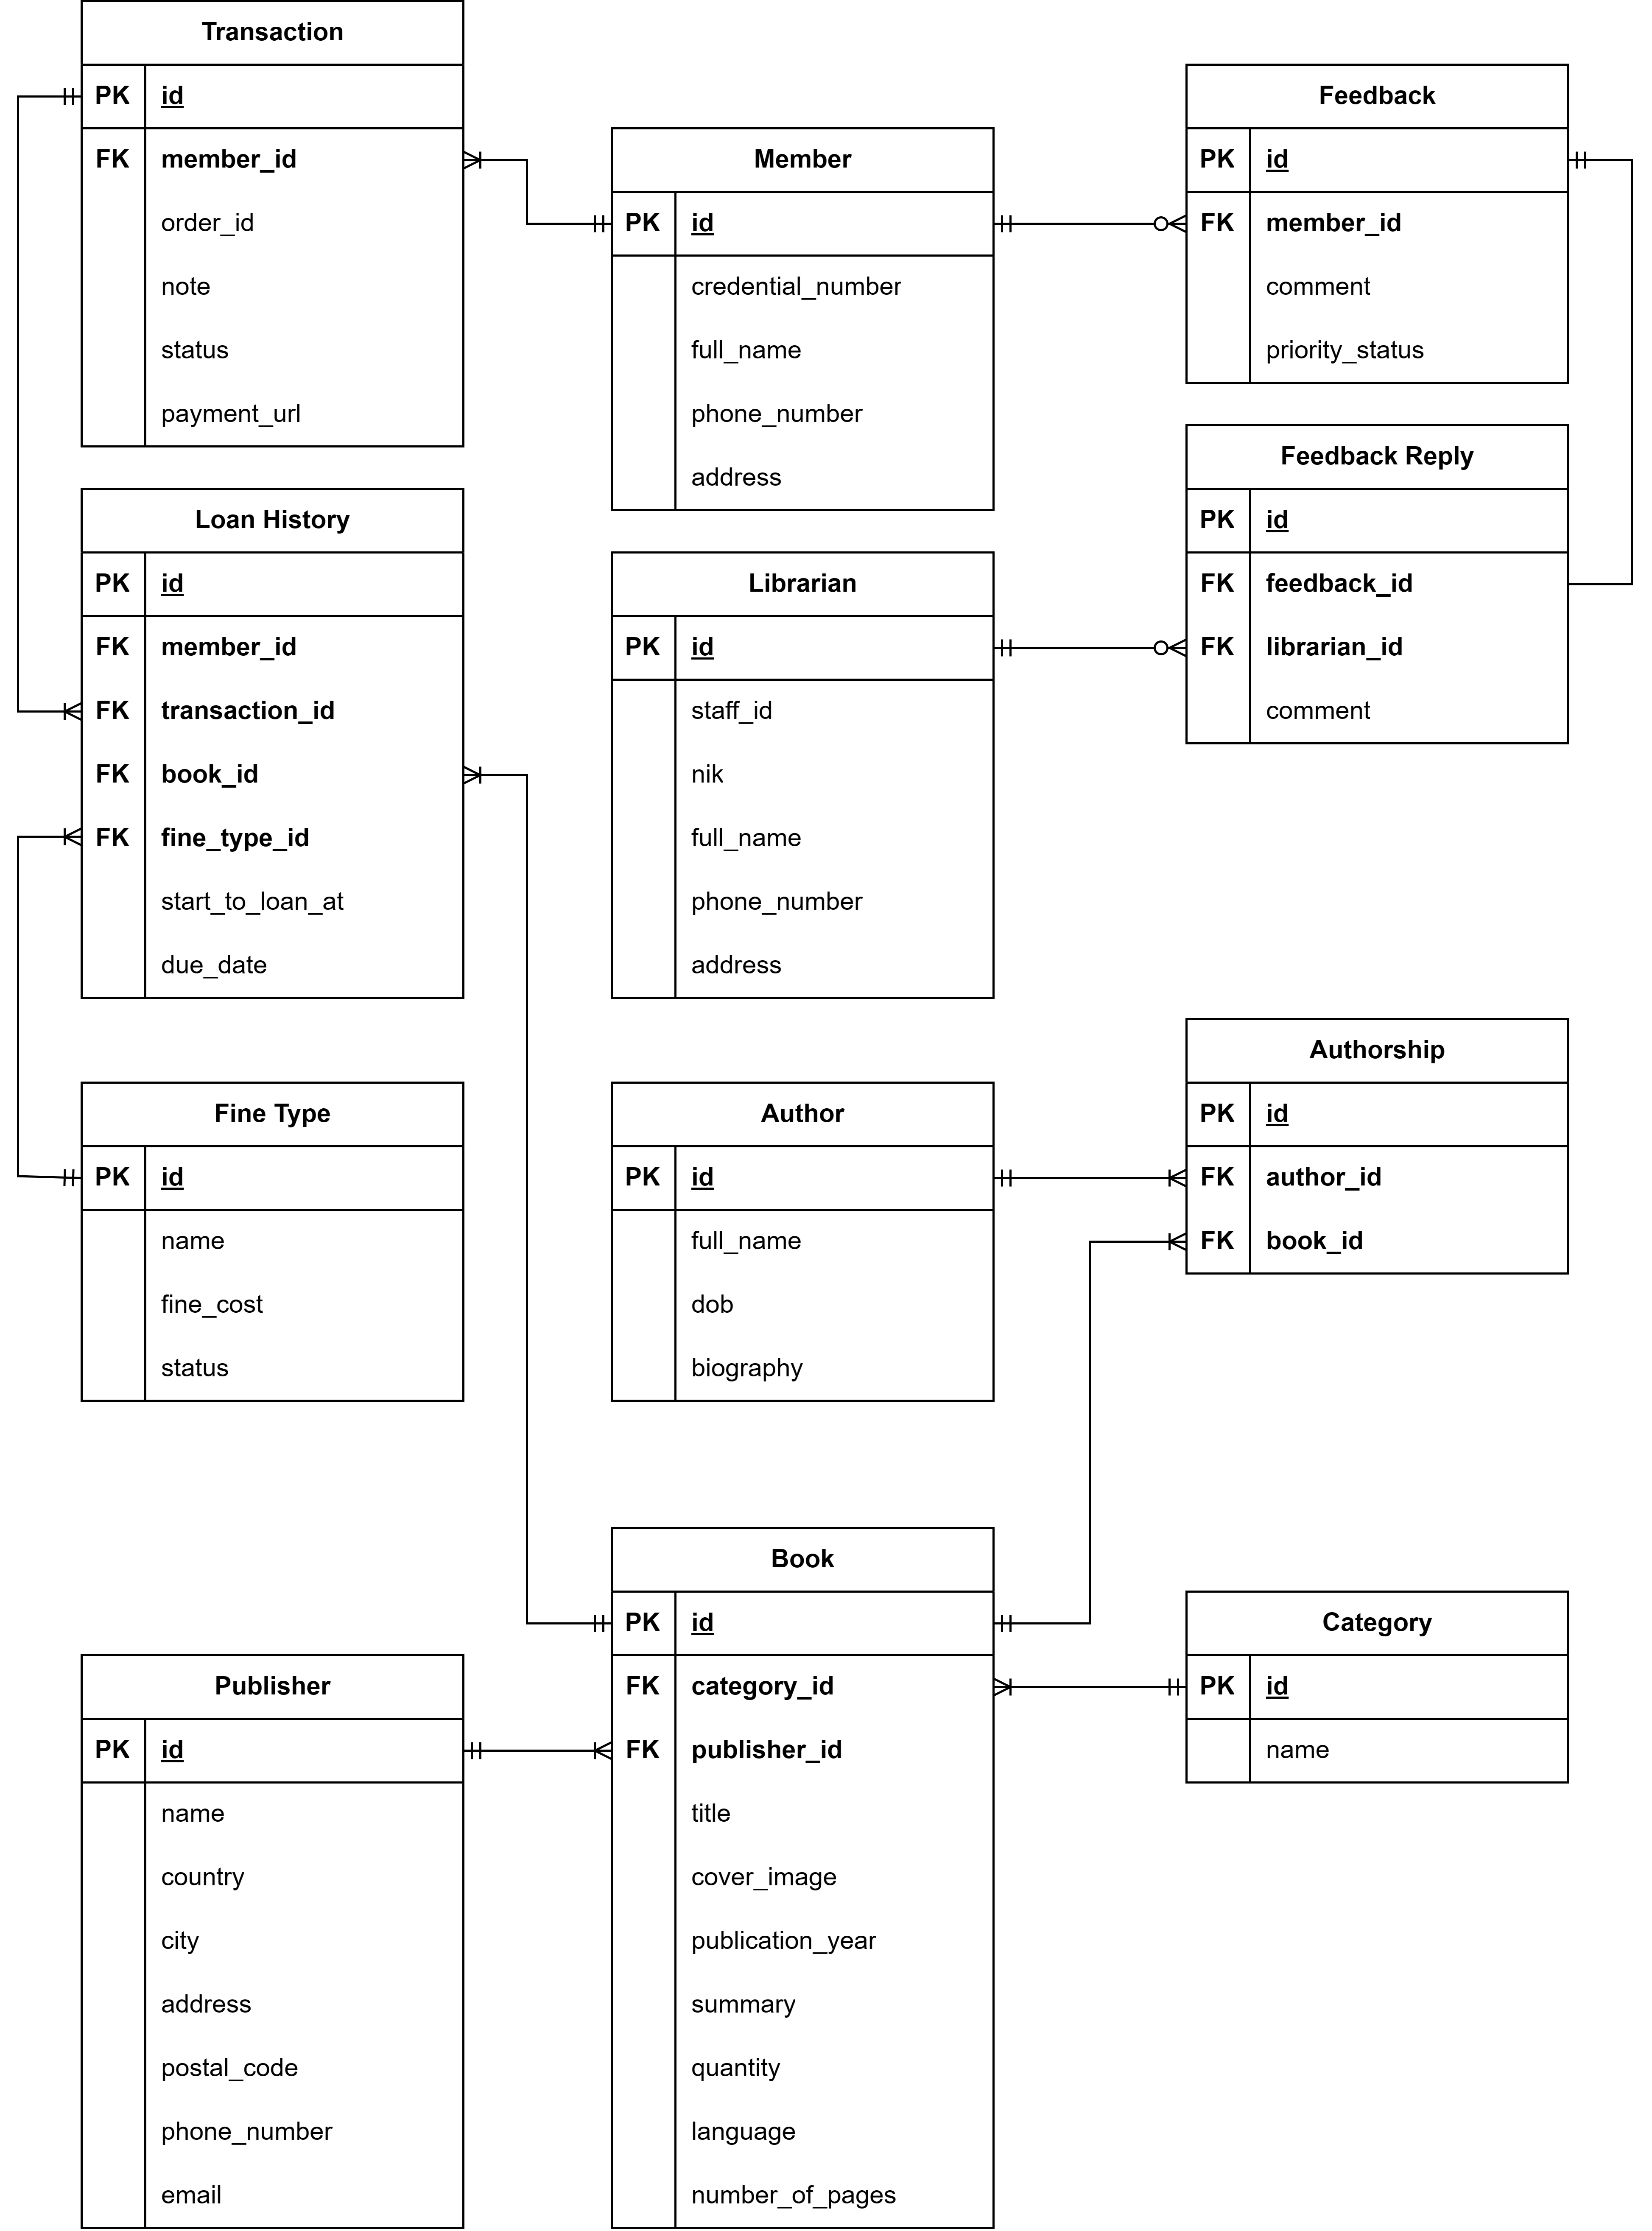 Transaction
PK id
FK member_id
order_id
note
status
payment_url
Member
PK id
credential_number
full_name
phone_number
address
Feedback
PK id
FK member_id
comment
priority_status
Loan History
PK id
FK member_id
FK transaction_id
FK book_id
FK fine_type_id
start_to_loan_at
due_date
Librarian
PK id
staff_id
nik
full_name
phone_number
address
Feedback Reply
PK id
FK feedback_id
FK librarian_id
comment
Fine Type
PK id
name
fine_cost
status
Author
PK id
full_name
dob
biography
Authorship
PK id
FK author_id
FK book_id
Publisher
PK id
name
country
city
address
postal_code
phone_number
email
Book
PK id
FK category_id
FK publisher_id
title
cover_image
publication_year
summary
quantity
language
number_of_pages
Category
PK id
name